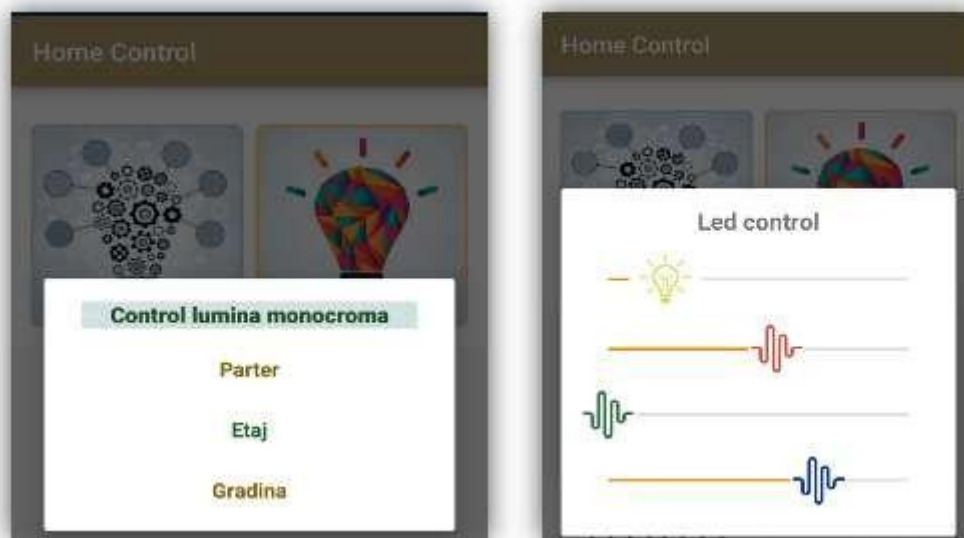 Home Control
Control lumina monocroma
Parter
Etaj
Gradina
Home Control
Led control